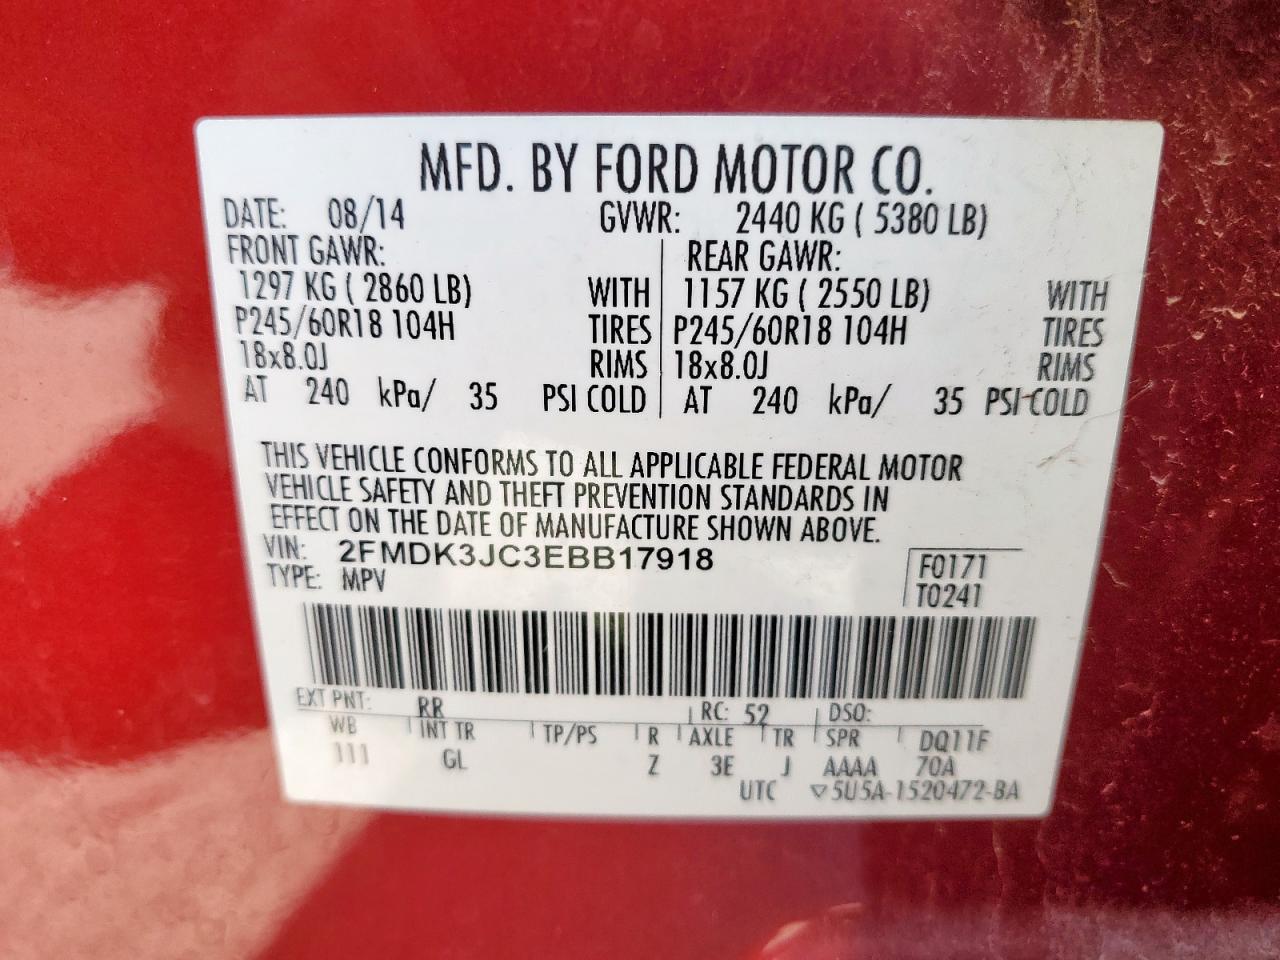 MFD. BY FORD MOTOR CO.
DATE: 08/14 GVWR: 2440 KG ( 5380 LB)
FRONT GAWR: REAR GAWR:
1297 KG ( 2860 LB) WITH 1157 KG ( 2550 LB) WITH
P245/60R18 104H TIRES P245/60R18 104H TIRES
18x8.0J RIMS 18x8.0J RIMS
AT 240 kPa/ 35 PSI COLD AT 240 kPa/ 35 PSI COLD
THIS VEHICLE CONFORMS TO ALL APPLICABLE FEDERAL MOTOR
VEHICLE SAFETY AND THEFT PREVENTION STANDARDS IN
EFFECT ON THE DATE OF MANUFACTURE SHOWN ABOVE.
VIN: 2FMDK3JC3EBB17918 F0171
TYPE: MPV T0241
EXT PNT: RR RC: 52 DSO:
WB INT TR TP/PS R AXLE TR SPR DQ11F
111 GL Z 3E J AAAA 70A
UTC ▽5U5A-1520472-BA